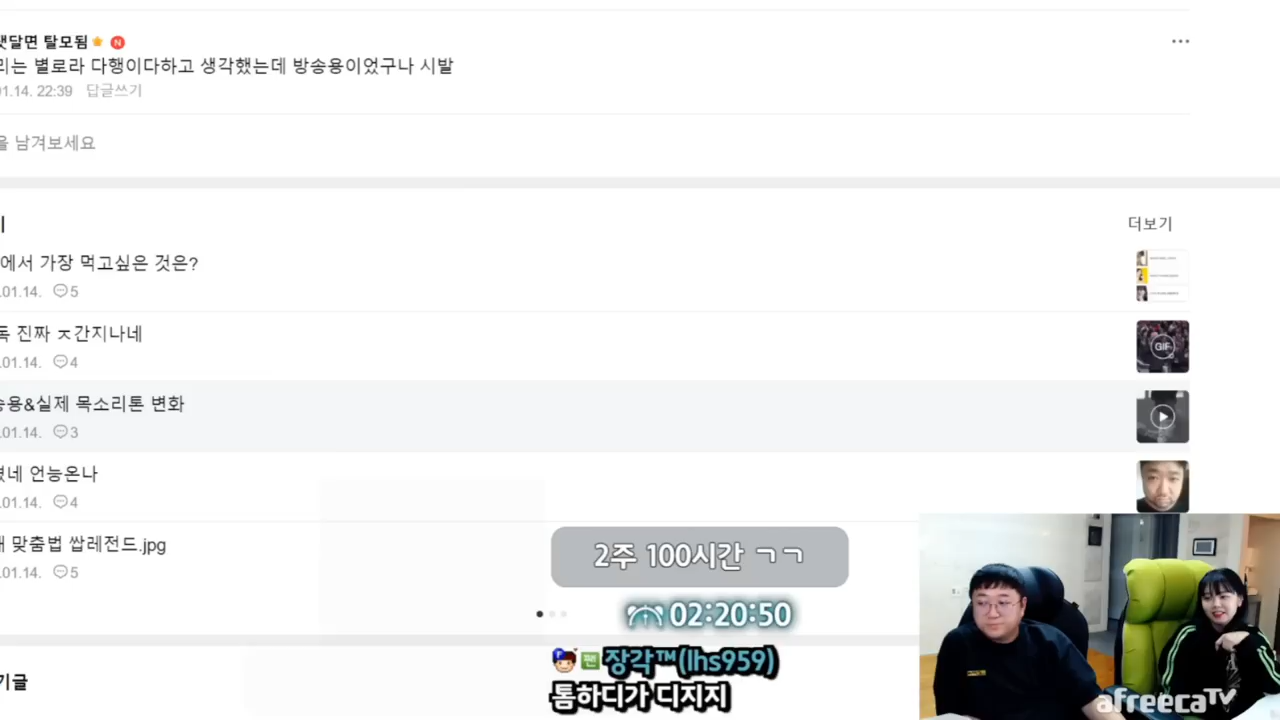 댓달면 탈모됨 N
리는 별로라 다행이다하고 생각했는데 방송용이었구나 시발
01.14. 22:39 답글쓰기
을 남겨보세요
더보기
에서 가장 먹고싶은 것은?
.01.14. 5
독 진짜 ㅈ간지나네
GIF
.01.14. 4
송용&실제 목소리톤 변화
.01.14. 3
네 언능온나
.01.14. 4
맞춤법 쌉레전드.jpg
.01.14. 5
2주 100시간 ㄱㄱ
02:20:50
F 팬 장각™(lhs959)
톰하디가 디지지
기글
afreecaTV